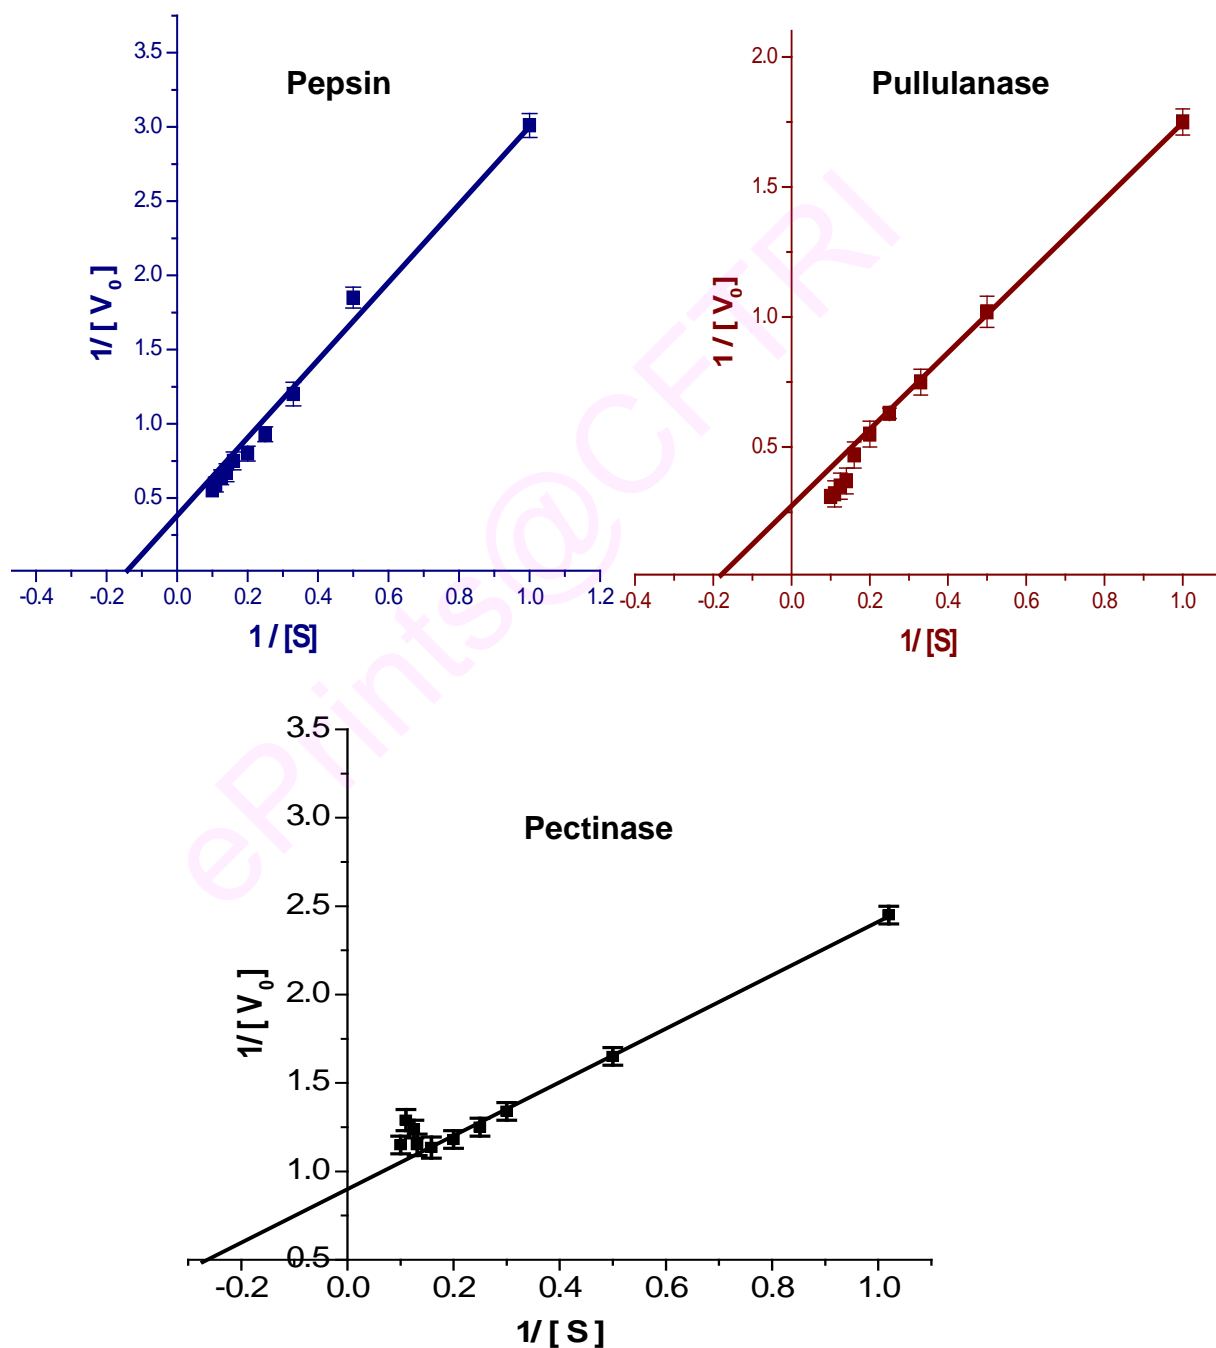 Pepsin
3.5
3.0
2.5
2.0
1.5
1.0
0.5
1/ [ V0]
-0.4 -0.2 0.0 0.2 0.4 0.6 0.8 1.0 1.2
1 / [S]
Pullulanase
2.0
1.5
1.0
0.5
1 / [ V0]
-0.4 -0.2 0.0 0.2 0.4 0.6 0.8 1.0
1/ [S]
Pectinase
3.5
3.0
2.5
2.0
1.5
1.0
0.5
1/ [ V0]
-0.2 0.0 0.2 0.4 0.6 0.8 1.0
1/ [ S ]
ePrints@CFTRI